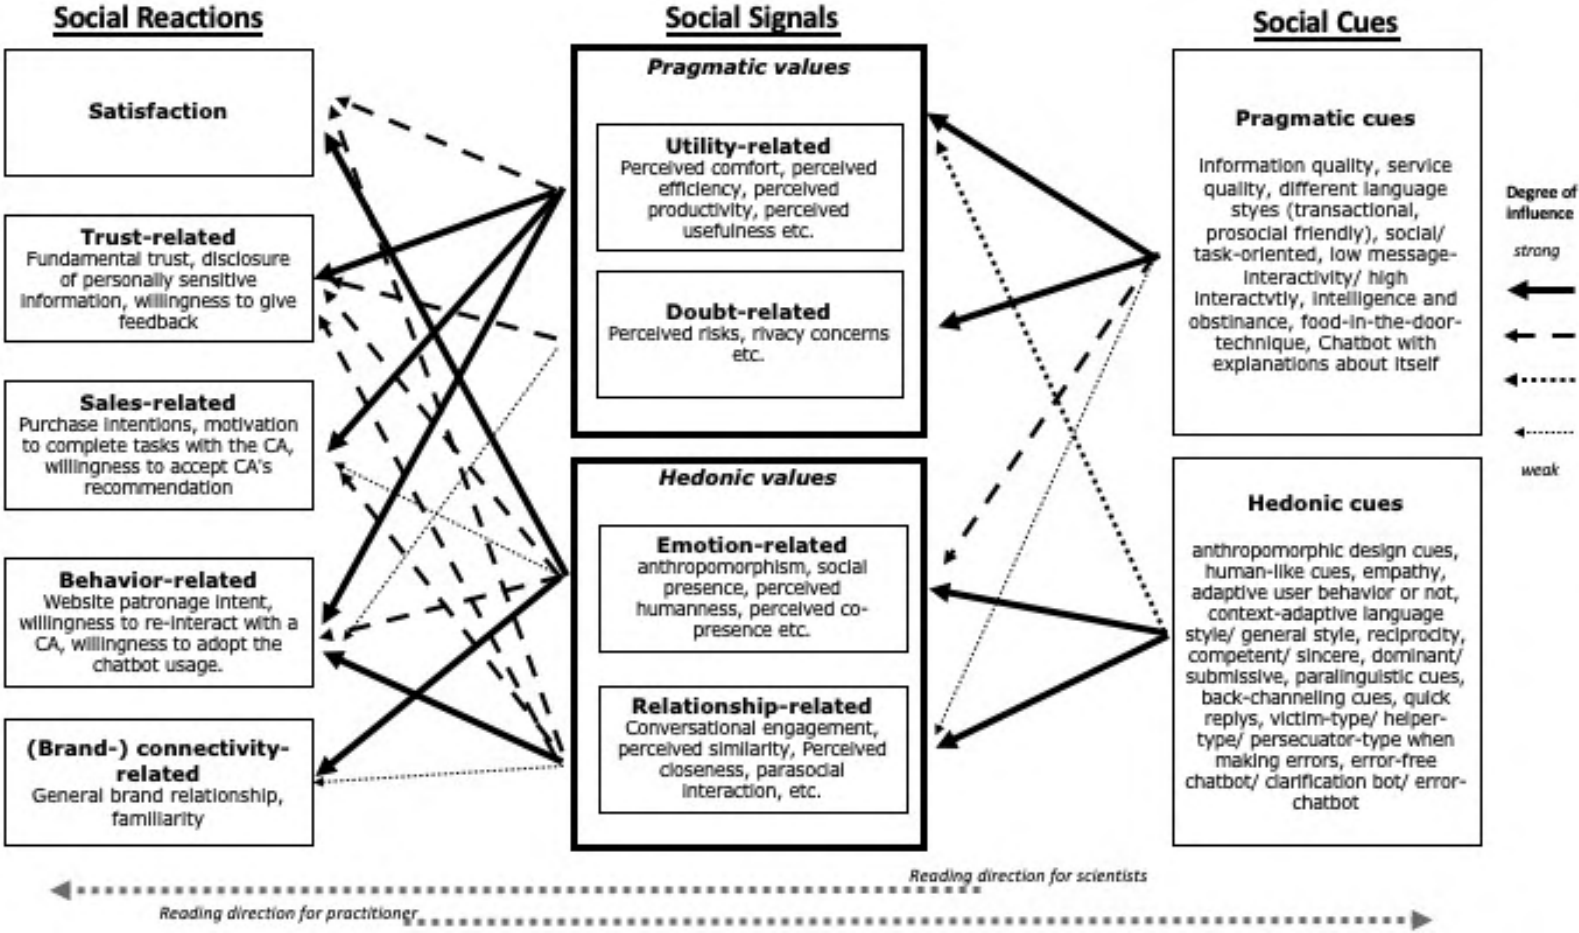 Social Reactions
Satisfaction
Trust-related
Fundamental trust, disclosure
of personally sensitive
information, willingness to give
feedback
Sales-related
Purchase intentions, motivation
to complete tasks with the CA,
willingness to accept CA's
recommendation
Behavior-related
Website patronage intent,
willingness to re-interact with a
CA, willingness to adopt the
chatbot usage.
(Brand-) connectivity-
related
General brand relationship,
familiarity
Social Signals
Pragmatic values
Utility-related
Perceived comfort, perceived
efficiency, perceived
productivity, perceived
usefulness etc.
Doubt-related
Perceived risks, rivacy concerns
etc.
Hedonic values
Emotion-related
anthropomorphism, social
presence, perceived
humanness, perceived co-
presence etc.
Relationship-related
Conversational engagement,
perceived similarity, Perceived
closeness, parasocial
interaction, etc.
Social Cues
Pragmatic cues
information quality, service
quality, different language
styes (transactional,
prosocial friendly), social/
task-oriented, low message-
interactivity/ high
interactvtiy, intelligence and
obstinance, food-in-the-door-
technique, Chatbot with
explanations about itself
Hedonic cues
anthropomorphic design cues,
human-like cues, empathy,
adaptive user behavior or not,
context-adaptive language
style/ general style, reciprocity,
competent/ sincere, dominant/
submissive, paralinguistic cues,
back-channeling cues, quick
replys, victim-type/ helper-
type/ persecuator-type when
making errors, error-free
chatbot/ clarification bot/ error-
chatbot
Degree of
influence
strong
weak
Reading direction for scientists
Reading direction for practitioner